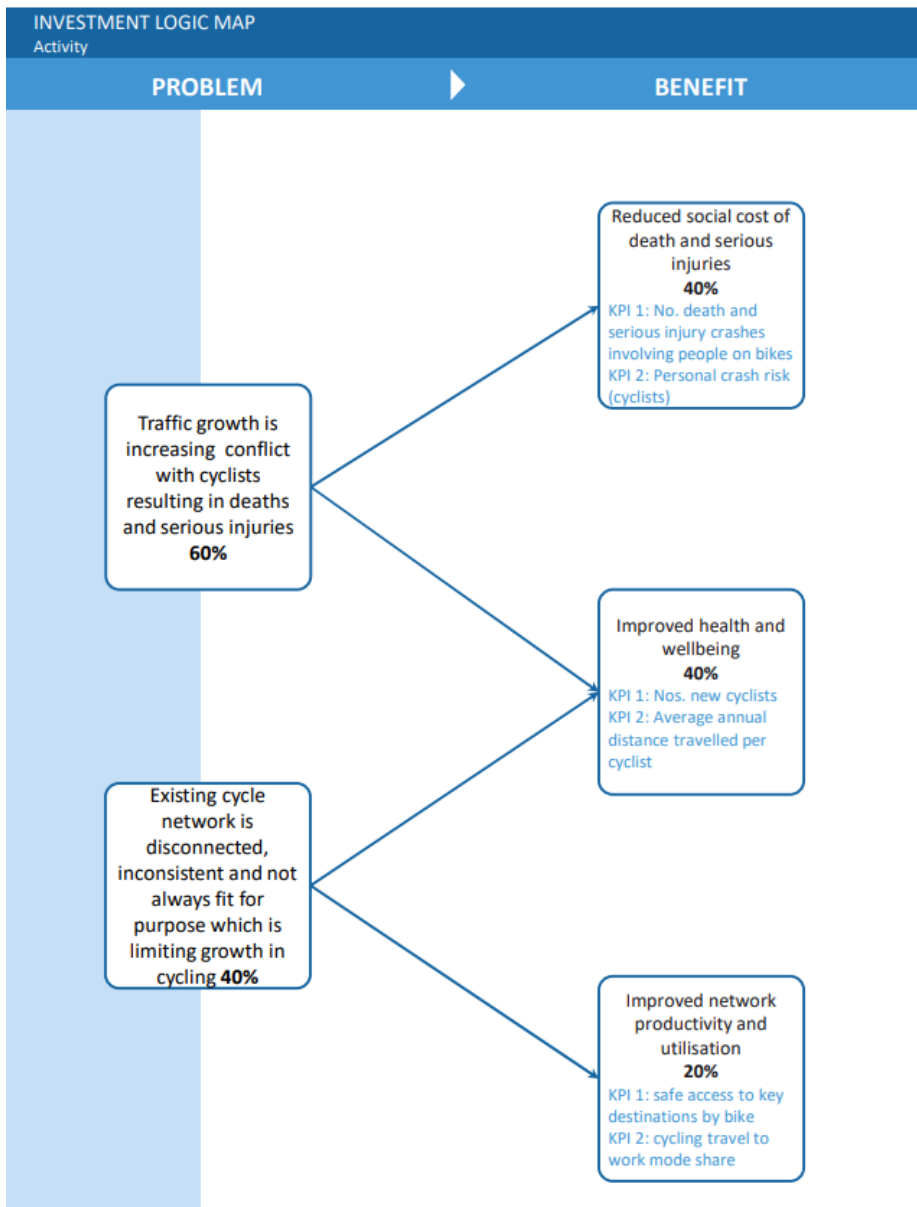 INVESTMENT LOGIC MAP
Activity
PROBLEM
BENEFIT
Traffic growth is
increasing conflict
with cyclists
resulting in deaths
and serious injuries
60%
Existing cycle
network is
disconnected,
inconsistent and not
always fit for
purpose which is
limiting growth in
cycling 40%
Reduced social cost of
death and serious
injuries
40%
KPI 1: No. death and
serious injury crashes
involving people on bikes
KPI 2: Personal crash risk
(cyclists)
Improved health and
wellbeing
40%
KPI 1: Nos. new cyclists
KPI 2: Average annual
distance travelled per
cyclist
Improved network
productivity and
utilisation
20%
KPI 1: safe access to key
destinations by bike
KPI 2: cycling travel to
work mode share